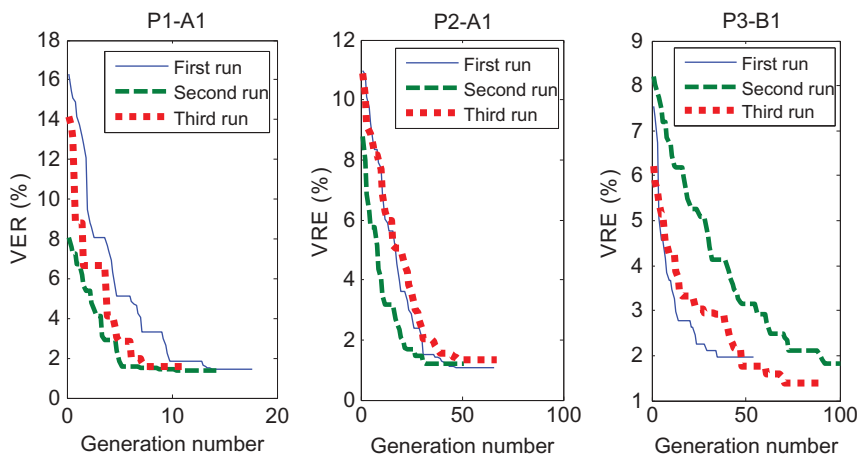 P1-A1
18
16
14
12
10
8
6
4
2
0
VER (%)
0 10 20
Generation number
First run
Second run
Third run
P2-A1
12
10
8
6
4
2
0
VRE (%)
0 50 100
Generation number
First run
Second run
Third run
P3-B1
9
8
7
6
5
4
3
2
1
VRE (%)
0 50 100
Generation number
First run
Second run
Third run